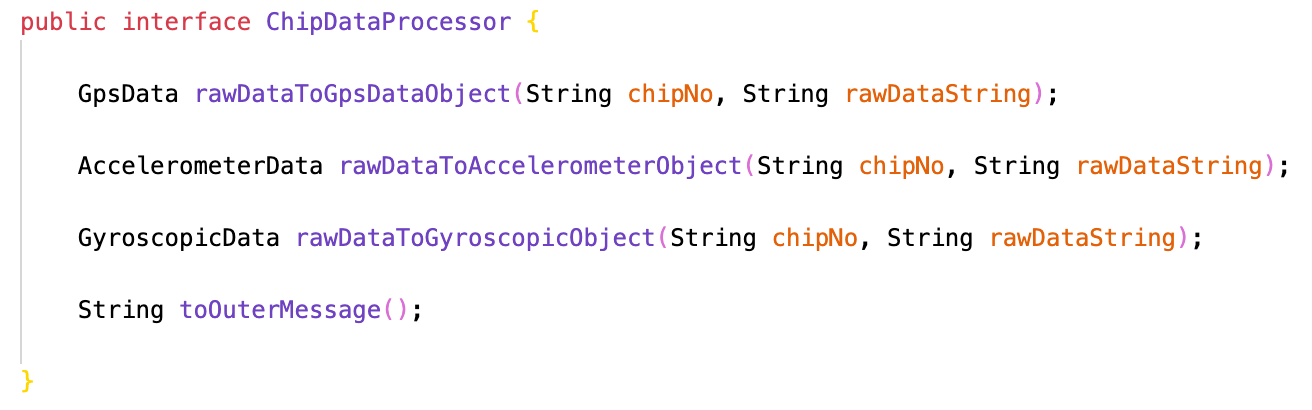 public interface ChipDataProcessor {
GpsData rawDataToGpsDataObject(String chipNo, String rawDataString);
AccelerometerData rawDataToAccelerometerObject(String chipNo, String rawDataString);
GyroscopicData rawDataToGyroscopicObject(String chipNo, String rawDataString);
String toOuterMessage();
}